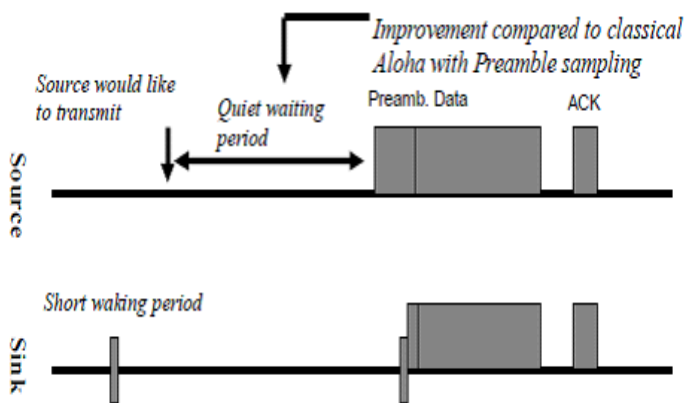 Improvement compared to classical
Aloha with Preamble sampling
Source would like
to transmit
Quiet waiting
period
Preamb. Data
ACK
Source
Short waking period
Sink